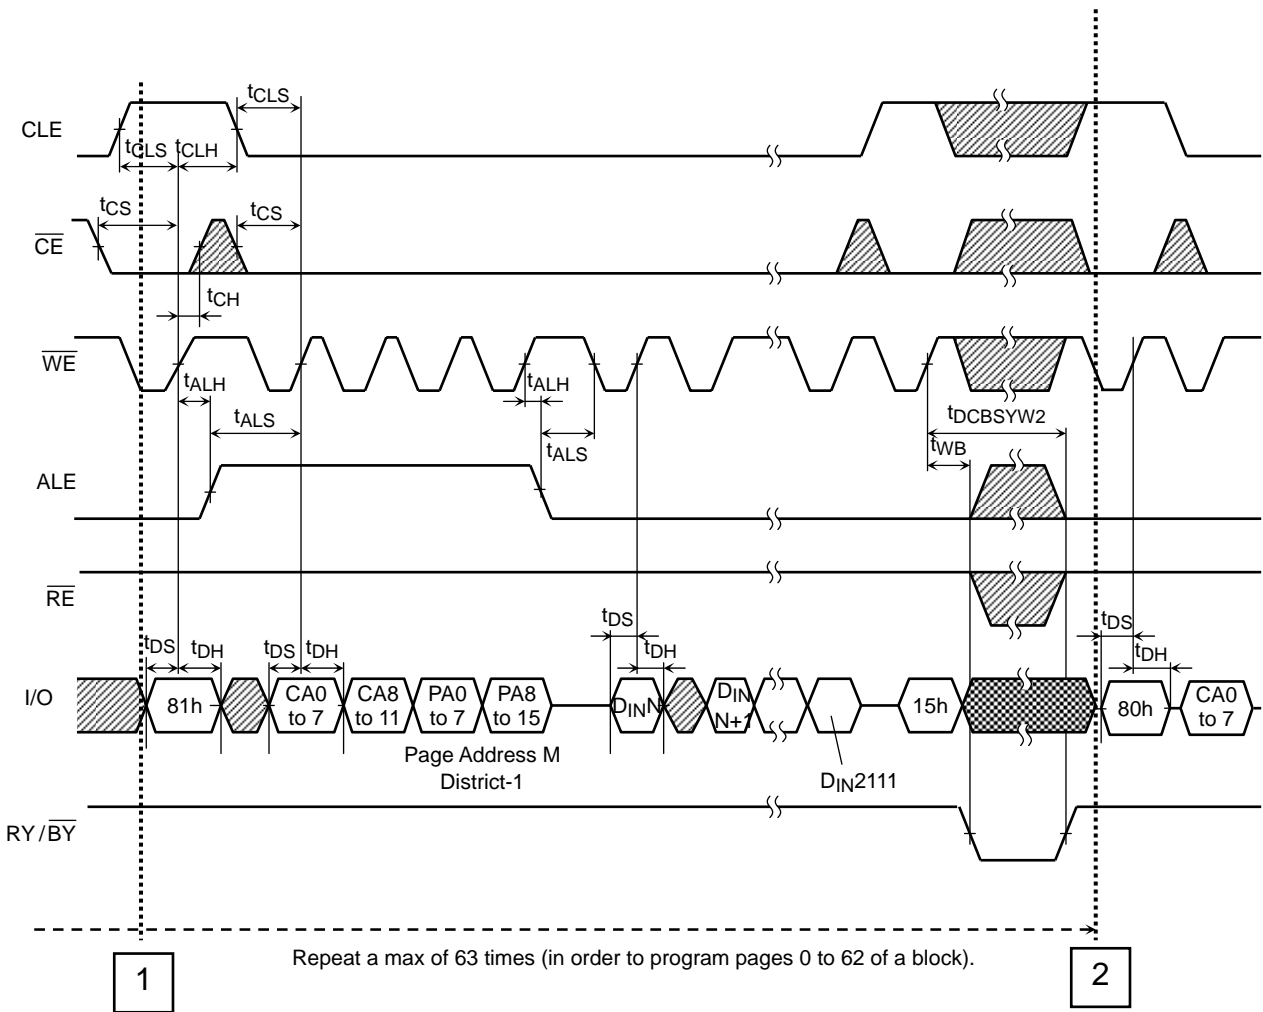 tCLS
CLE
tCLS tCLH
tCS tCS
CE
tCH
WE
tALH tALH
tDCBSYW2
tALS
tALS
tWB
ALE
RE
tDS tDH tDS tDH tDS tDH tDS tDH
I/O
81h
CA0 to 7
CA8 to 11
PA0 to 7
PA8 to 15
DINN
DIN N+1
15h
80h
CA0 to 7
Page Address M
District-1
DIN2111
RY/BY
Repeat a max of 63 times (in order to program pages 0 to 62 of a block).
1
2